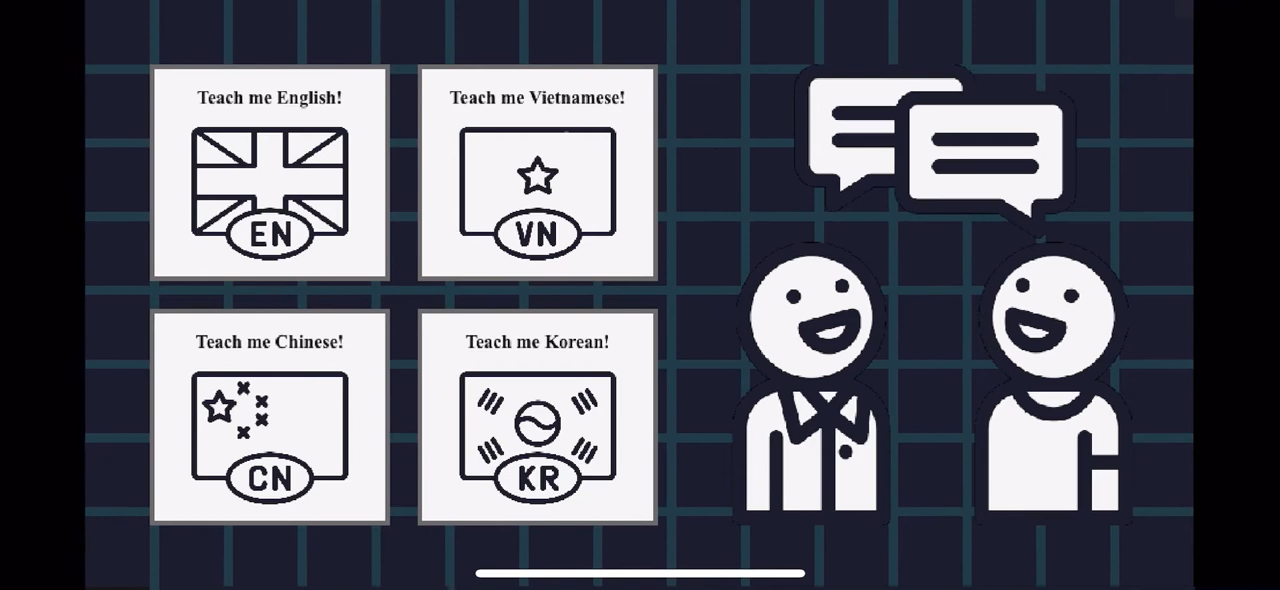 Teach me English!
EN
Teach me Vietnamese!
VN
Teach me Chinese!
CN
Teach me Korean!
KR